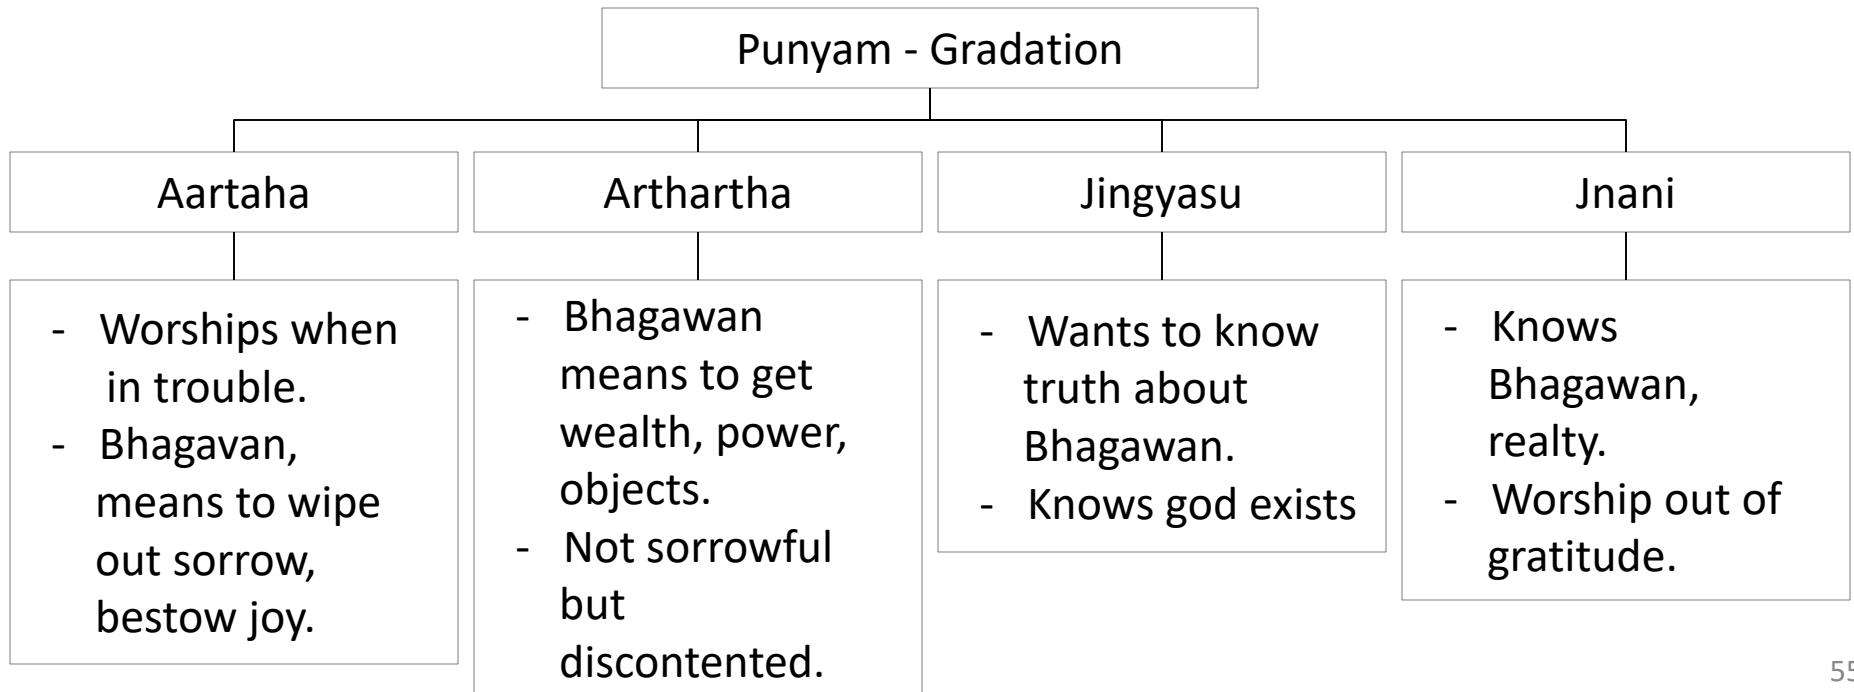 Punyam - Gradation
Aartaha
Arthartha
Jingyasu
Jnani
- Worships when
in trouble.
- Bhagavan,
means to wipe
out sorrow,
bestow joy.
- Bhagawan
means to get
wealth, power,
objects.
- Not sorrowful
but
discontented.
- Wants to know
truth about
Bhagawan.
- Knows god exists
- Knows
Bhagawan,
realty.
- Worship out of
gratitude.
55